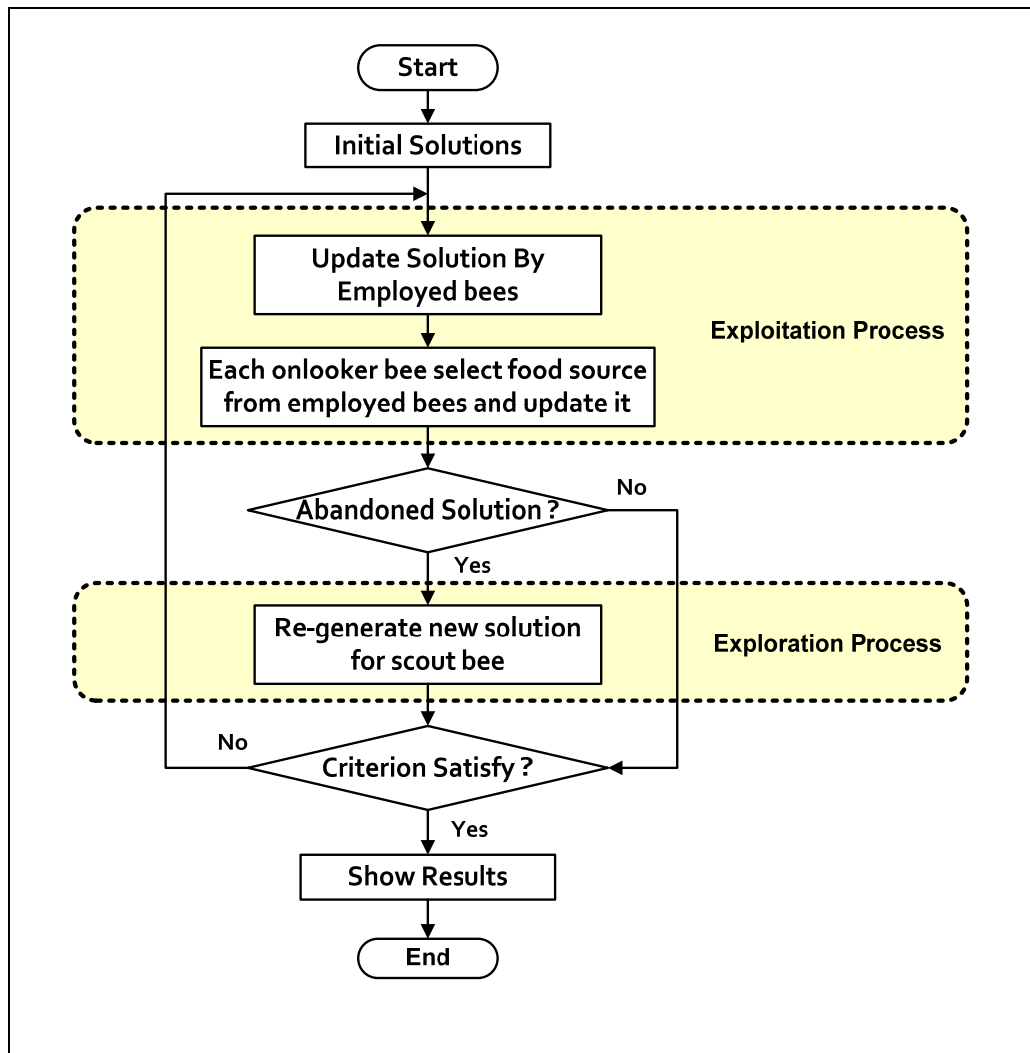 Start
Initial Solutions
Update Solution By
Employed bees
Exploitation Process
Each onlooker bee select food source
from employed bees and update it
No
Abandoned Solution ?
Yes
Re-generate new solution
for scout bee
Exploration Process
No
Criterion Satisfy ?
Yes
Show Results
End